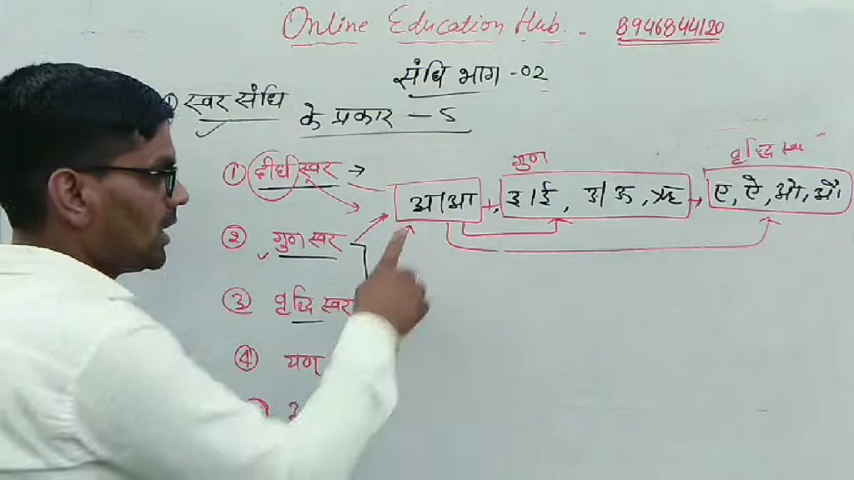 Online Education Hub. 8946844120
संधि भाग -02
स्वर संधि के प्रकार - 5
① दीर्घ स्वर →
गुण
वृद्धि स्व
अ/आ , इ/ई , उ/ऊ , ऋ ए, ऐ, ओ, औ
② गुण स्वर
③ वृद्धि स्वर
④ यण